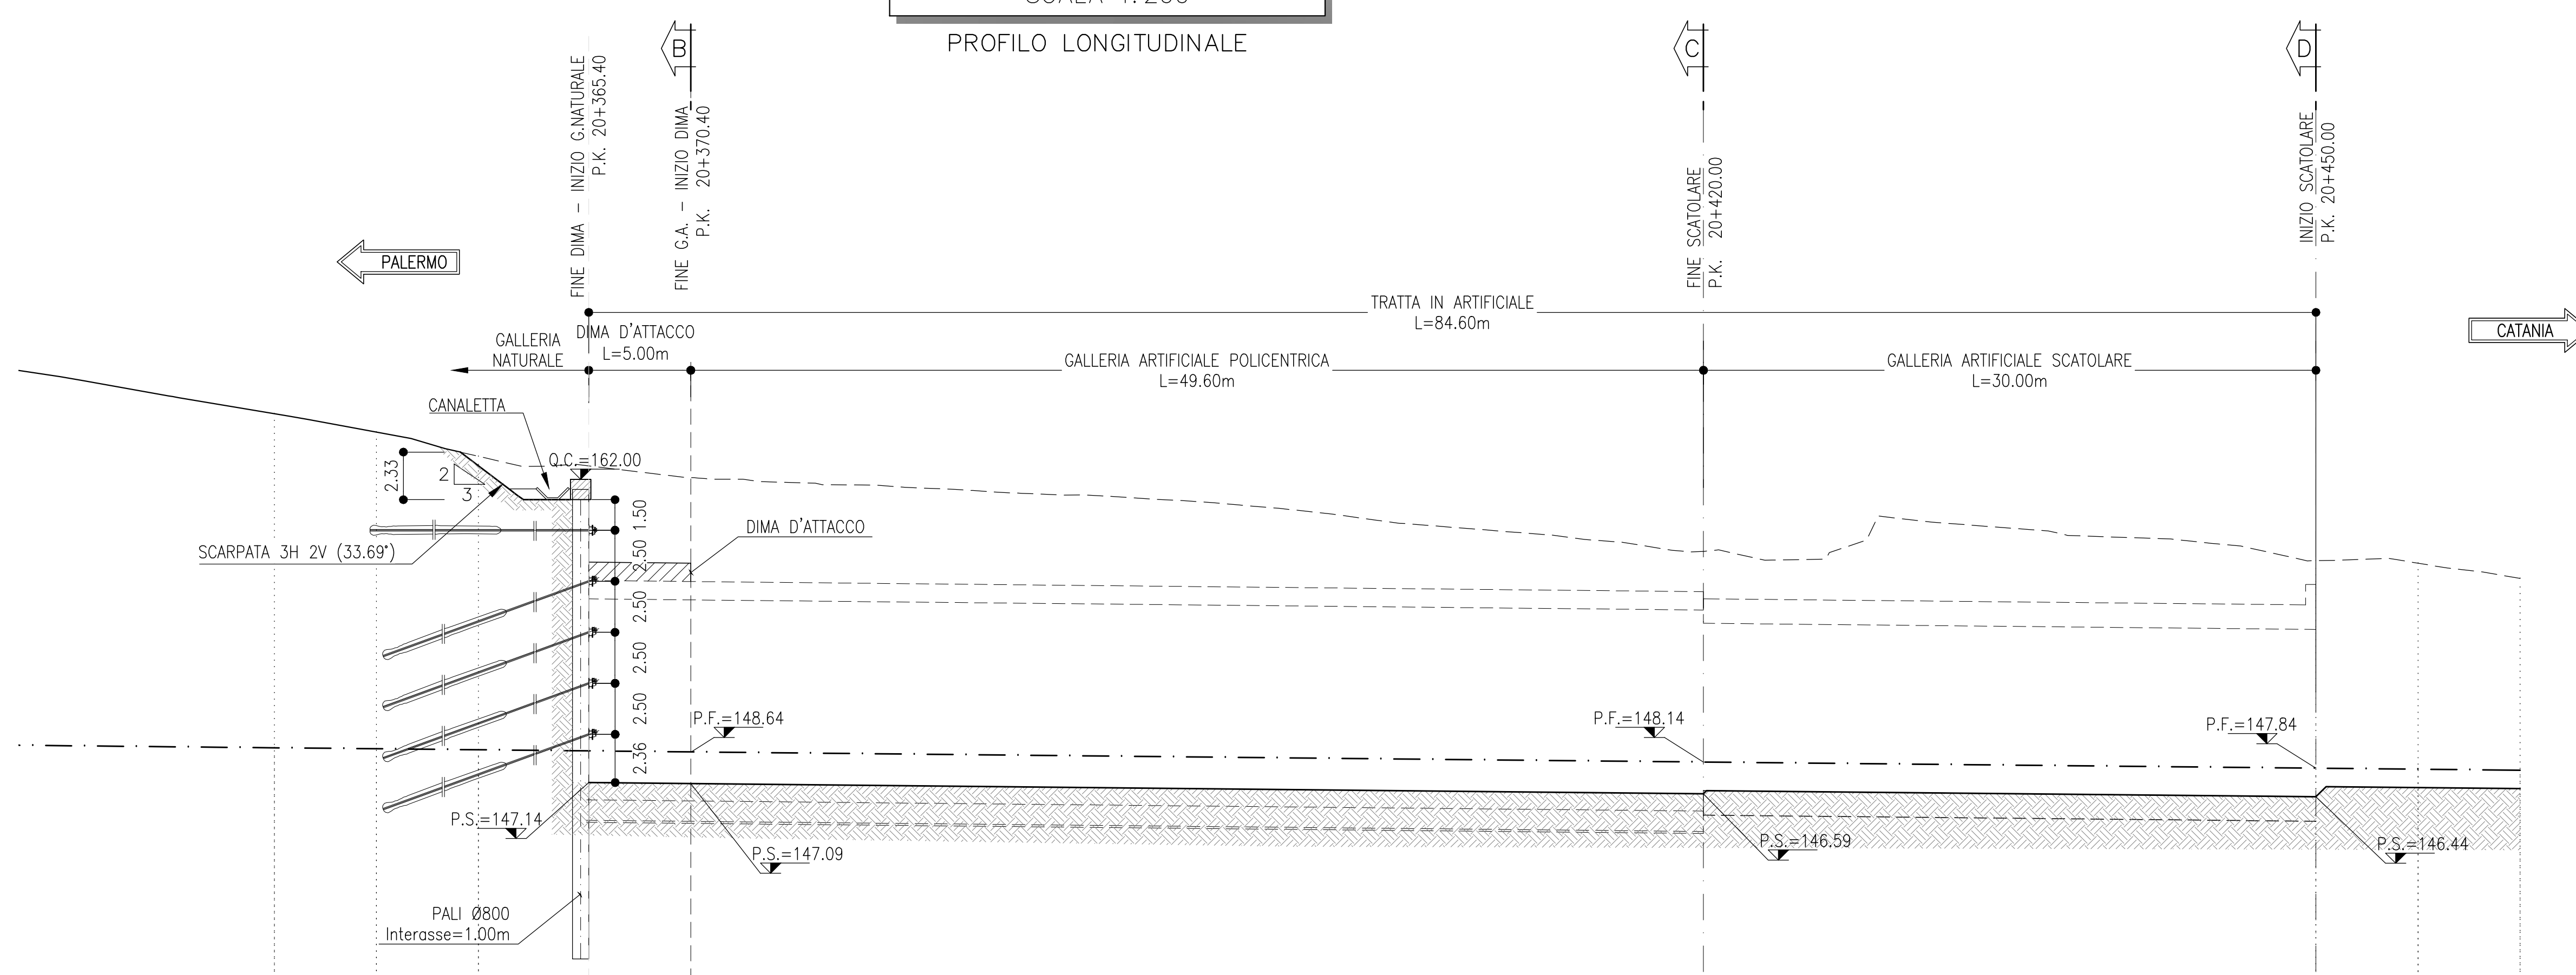 SCALA 1:200
PROFILO LONGITUDINALE
B
C
D
FINE DIMA - INIZIO G.NATURALE
P.K. 20+365.40
FINE G.A. - INIZIO DIMA
P.K. 20+370.40
FINE SCATOLARE
P.K. 20+420.00
INIZIO SCATOLARE
P.K. 20+450.00
PALERMO
CATANIA
TRATTA IN ARTIFICIALE
L=84.60m
GALLERIA
NATURALE
DIMA D'ATTACCO
L=5.00m
GALLERIA ARTIFICIALE POLICENTRICA
L=49.60m
GALLERIA ARTIFICIALE SCATOLARE
L=30.00m
CANALETTA
2.33
2
3
Q.C.=162.00
SCARPATA 3H 2V (33.69°)
DIMA D'ATTACCO
1.50
2.50
2.50
2.50
2.50
2.36
P.F.=148.64
P.F.=148.14
P.F.=147.84
P.S.=147.14
P.S.=147.09
P.S.=146.59
P.S.=146.44
PALI Ø800
Interasse=1.00m